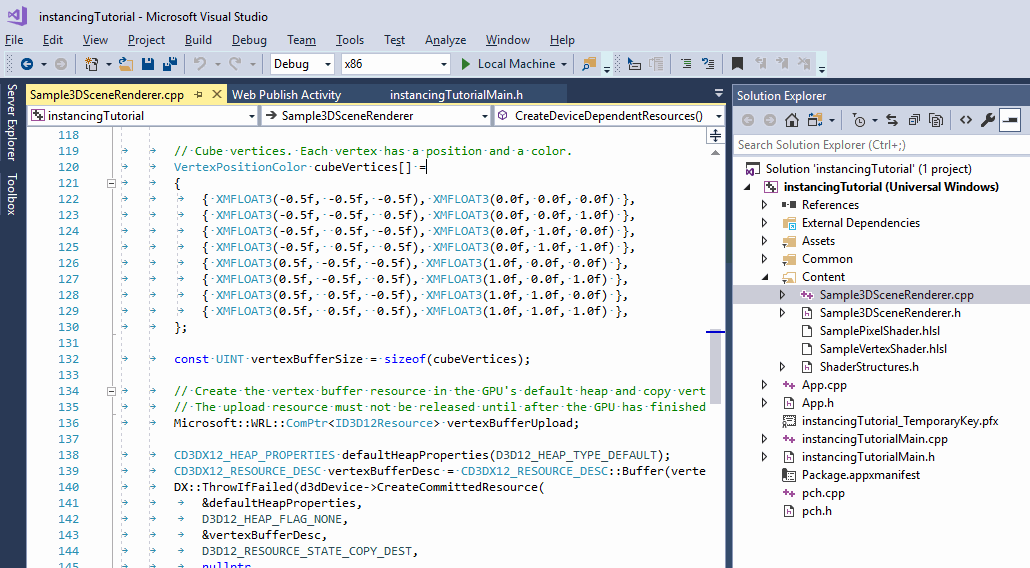 instancingTutorial - Microsoft Visual Studio
File Edit View Project Build Debug Team Tools Test Analyze Window Help
Debug x86 Local Machine
Server Explorer
Toolbox
Sample3DSceneRenderer.cpp Web Publish Activity instancingTutorialMain.h
instancingTutorial Sample3DSceneRenderer CreateDeviceDependentResources()
118
119 // Cube vertices. Each vertex has a position and a color.
120 VertexPositionColor cubeVertices[] =
121 {
122 { XMFLOAT3(-0.5f, -0.5f, -0.5f), XMFLOAT3(0.0f, 0.0f, 0.0f) },
123 { XMFLOAT3(-0.5f, -0.5f, 0.5f), XMFLOAT3(0.0f, 0.0f, 1.0f) },
124 { XMFLOAT3(-0.5f, 0.5f, -0.5f), XMFLOAT3(0.0f, 1.0f, 0.0f) },
125 { XMFLOAT3(-0.5f, 0.5f, 0.5f), XMFLOAT3(0.0f, 1.0f, 1.0f) },
126 { XMFLOAT3(0.5f, -0.5f, -0.5f), XMFLOAT3(1.0f, 0.0f, 0.0f) },
127 { XMFLOAT3(0.5f, -0.5f, 0.5f), XMFLOAT3(1.0f, 0.0f, 1.0f) },
128 { XMFLOAT3(0.5f, 0.5f, -0.5f), XMFLOAT3(1.0f, 1.0f, 0.0f) },
129 { XMFLOAT3(0.5f, 0.5f, 0.5f), XMFLOAT3(1.0f, 1.0f, 1.0f) },
130 };
131
132 const UINT vertexBufferSize = sizeof(cubeVertices);
133
134 // Create the vertex buffer resource in the GPU's default heap and copy vert
135 // The upload resource must not be released until after the GPU has finished
136 Microsoft::WRL::ComPtr<ID3D12Resource> vertexBufferUpload;
137
138 CD3DX12_HEAP_PROPERTIES defaultHeapProperties(D3D12_HEAP_TYPE_DEFAULT);
139 CD3DX12_RESOURCE_DESC vertexBufferDesc = CD3DX12_RESOURCE_DESC::Buffer(verte
140 DX::ThrowIfFailed(d3dDevice->CreateCommittedResource(
141 &defaultHeapProperties,
142 D3D12_HEAP_FLAG_NONE,
143 &vertexBufferDesc,
144 D3D12_RESOURCE_STATE_COPY_DEST,
145 nullptr
Solution Explorer
Search Solution Explorer (Ctrl+;)
Solution 'instancingTutorial' (1 project)
instancingTutorial (Universal Windows)
References
External Dependencies
Assets
Common
Content
Sample3DSceneRenderer.cpp
Sample3DSceneRenderer.h
SamplePixelShader.hlsl
SampleVertexShader.hlsl
ShaderStructures.h
App.cpp
App.h
instancingTutorial_TemporaryKey.pfx
instancingTutorialMain.cpp
instancingTutorialMain.h
Package.appxmanifest
pch.cpp
pch.h